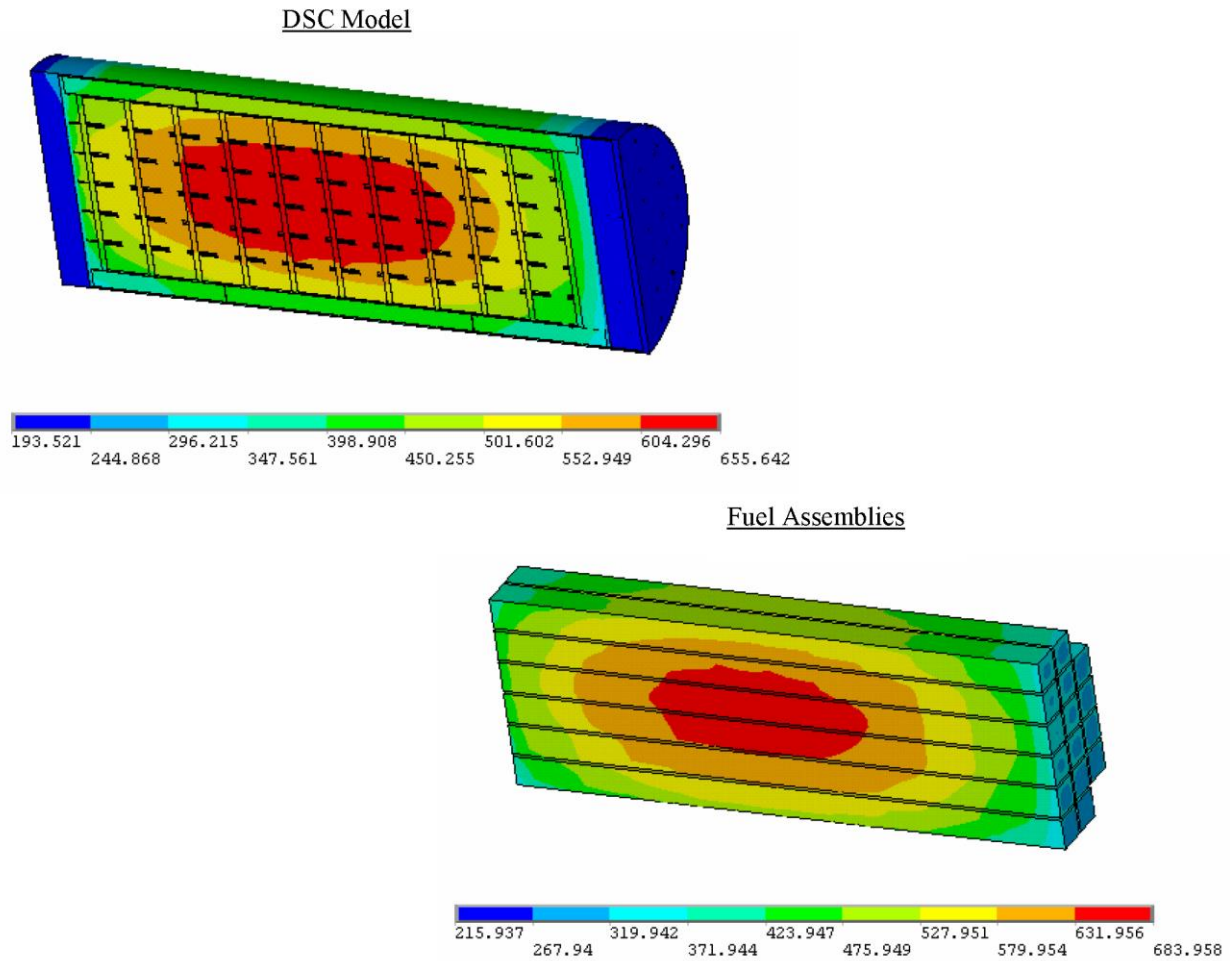 DSC Model
193.521 296.215 398.908 501.602 604.296
244.868 347.561 450.255 552.949 655.642
Fuel Assemblies
215.937 319.942 423.947 527.951 631.956
267.94 371.944 475.949 579.954 683.958